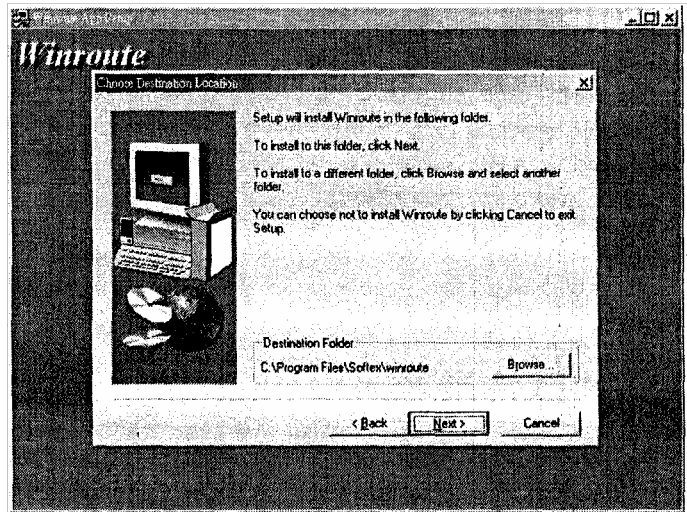 Winroute
Choose Destination Location
Setup will install Winroute in the following folder.
To install to this folder, click Next.
To install to a different folder, click Browse and select another
folder.
You can choose not to install Winroute by clicking Cancel to exit
Setup.
Destination Folder
C:\Program Files\Softex\winroute
Browse...
< Back
Next >
Cancel